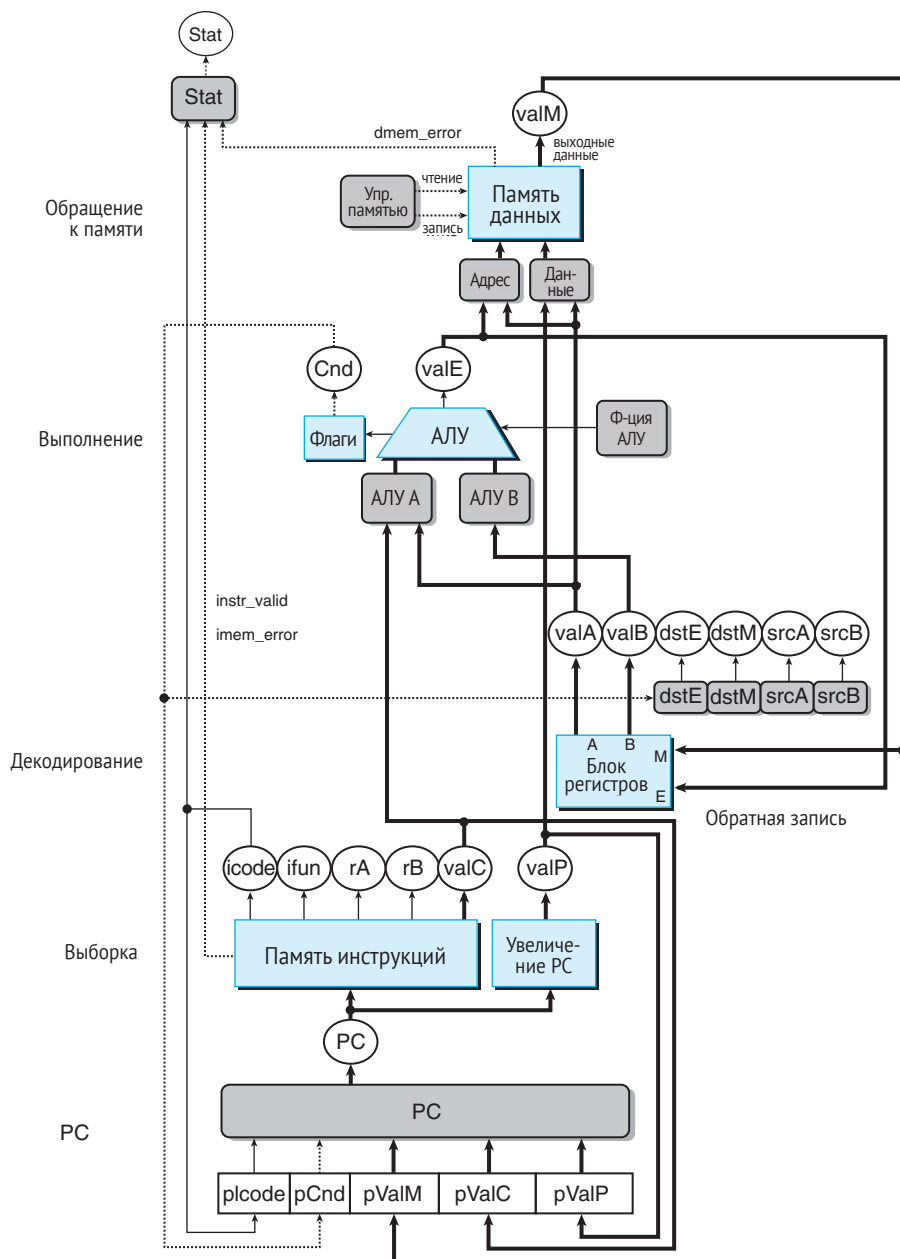 Stat
Stat
valM
dmem_error
выходные
данные
чтение
Упр.
памятью
запись
Память
данных
Обращение
к памяти
Адрес
Дан-
ные
Cnd
valE
Выполнение
Флаги
АЛУ
Ф-ция
АЛУ
АЛУ A
АЛУ B
instr_valid
imem_error
valA
valB
dstE
dstM
srcA
srcB
dstE
dstM
srcA
srcB
Декодирование
A
B
M
Блок
регистров
E
Обратная запись
icode
ifun
rA
rB
valC
valP
Выборка
Память инструкций
Увеличе-
ние PC
PC
PC
PC
pIcode
pCnd
pValM
pValC
pValP